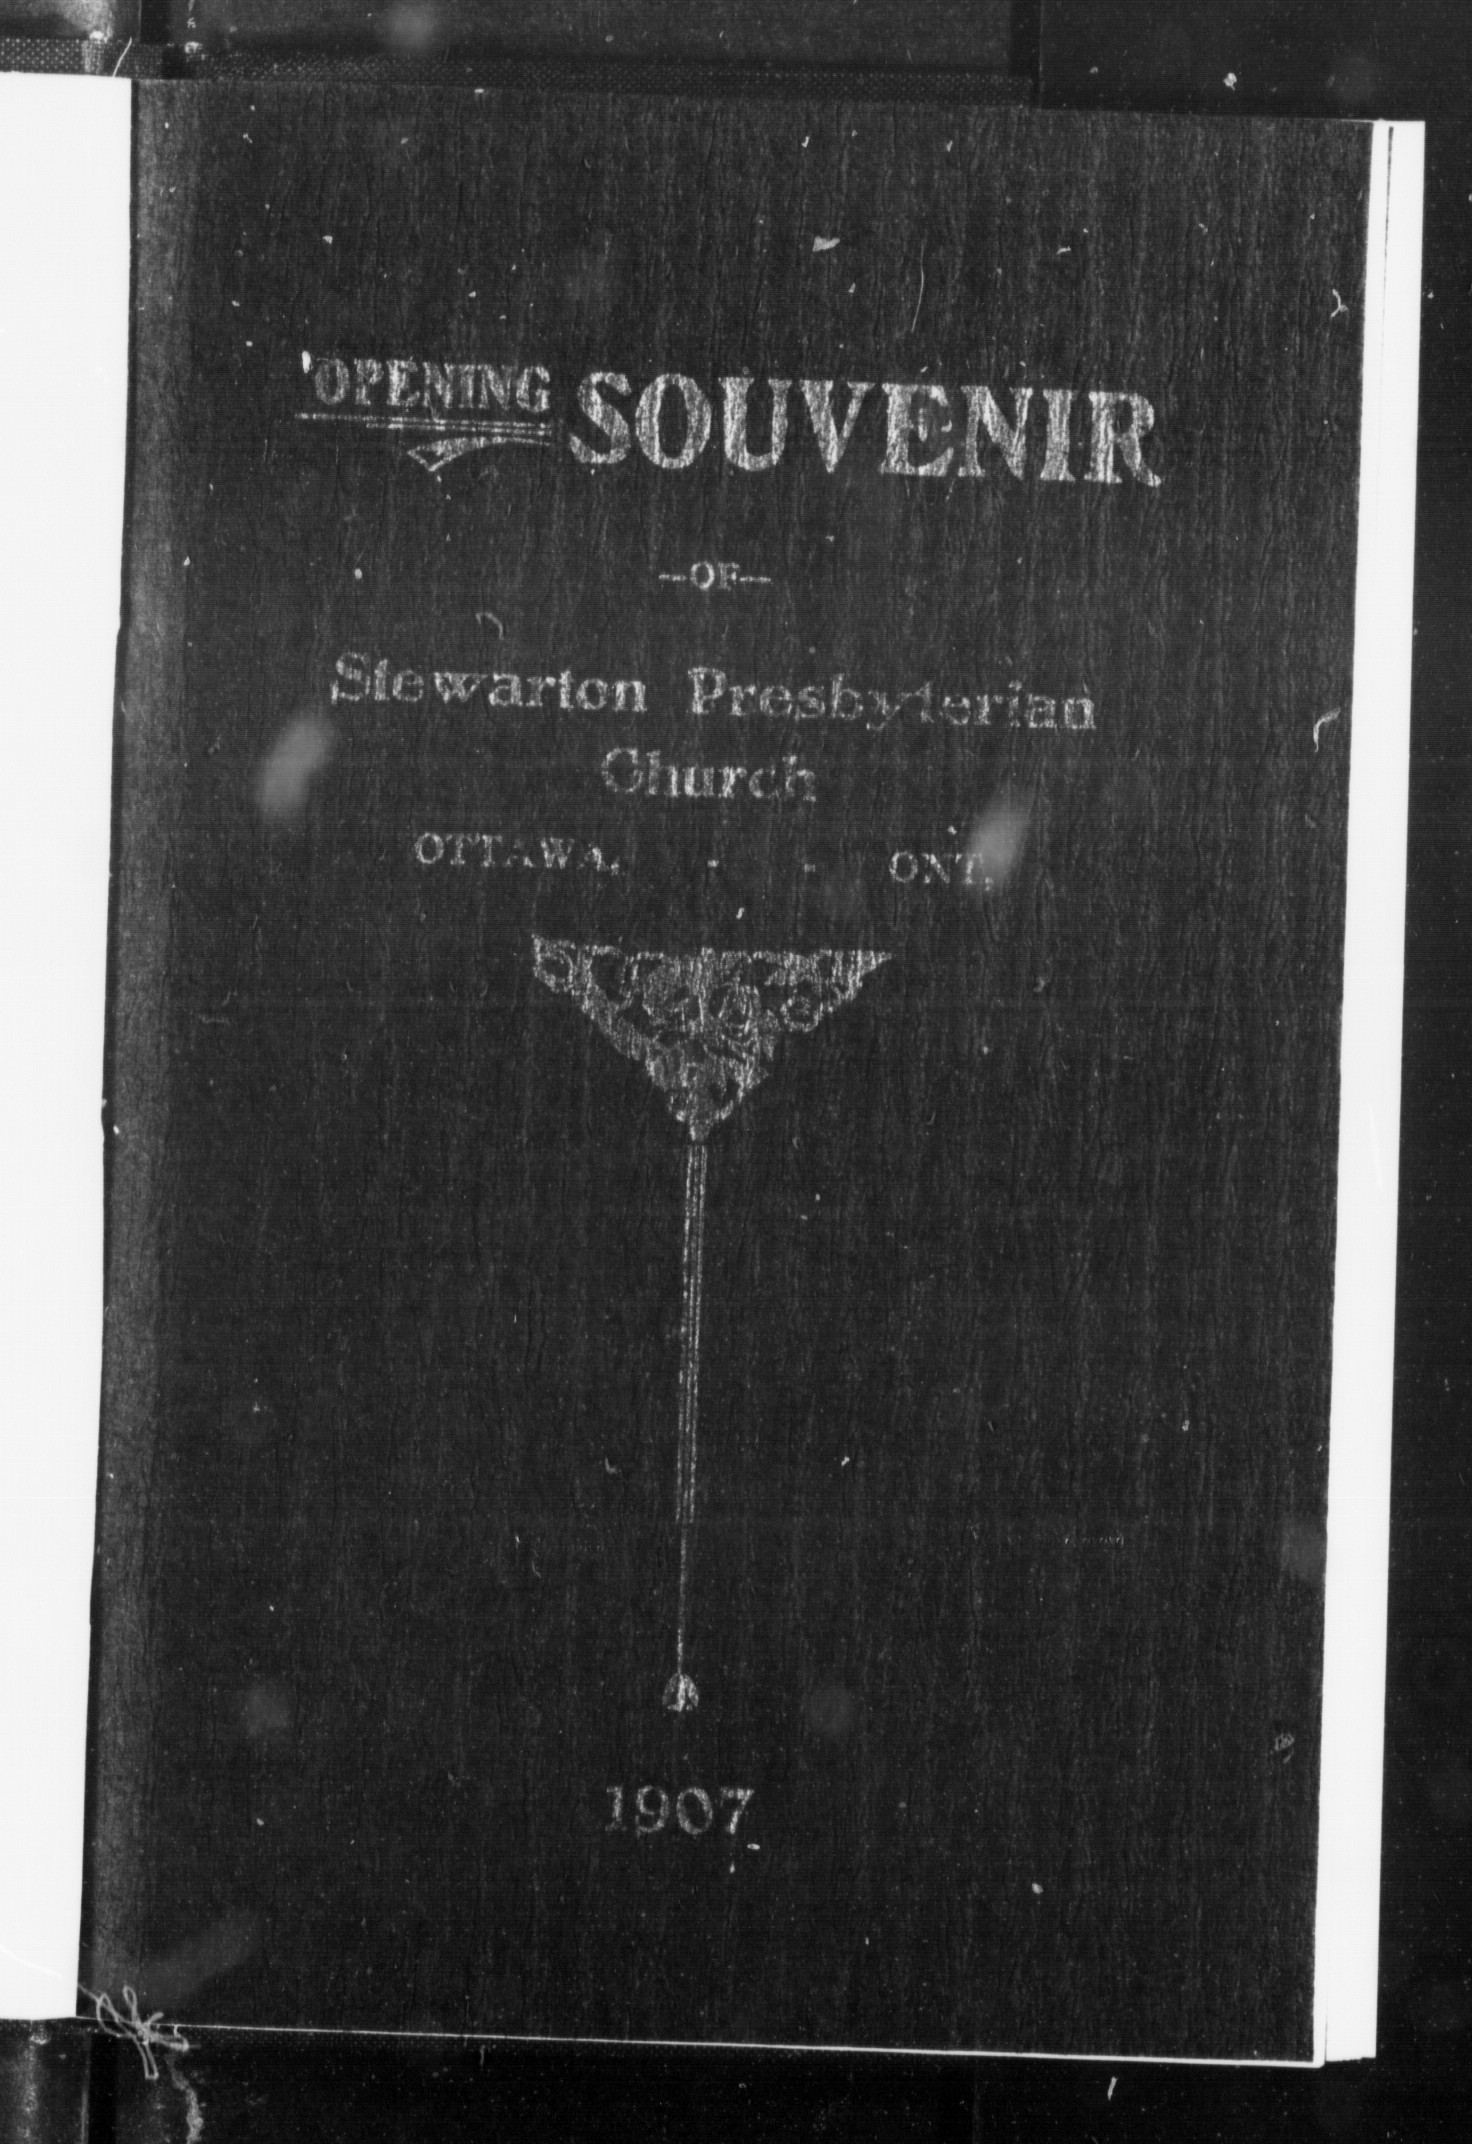 OPENING SOUVENIR
—OF—
Stewarton Presbyterian
Church
OTTAWA, - - ONT.
1907